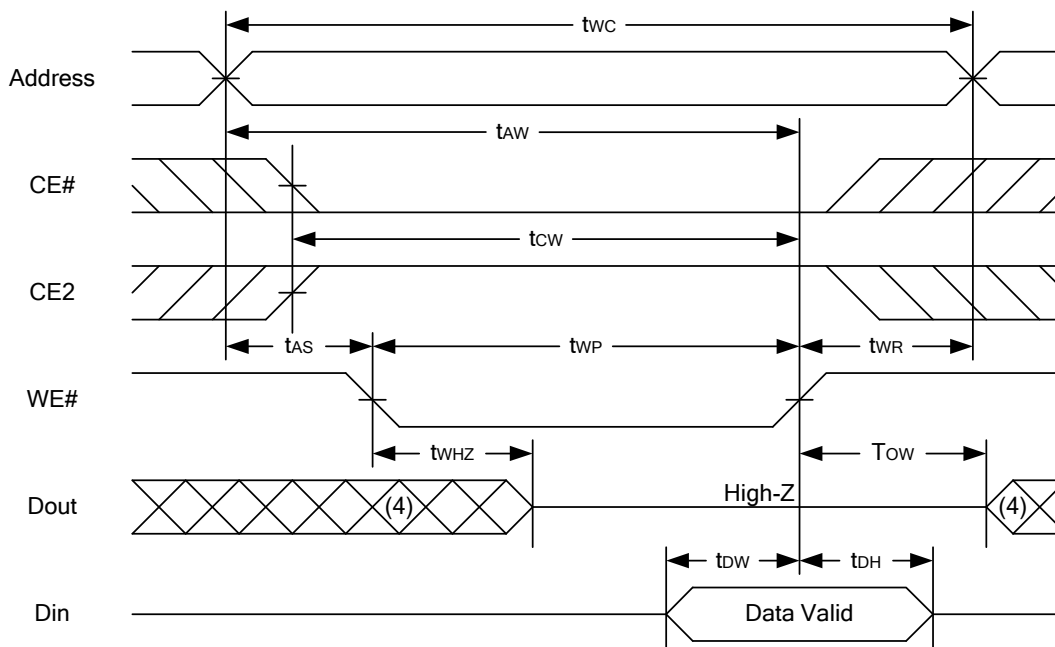 tWC
Address
tAW
CE#
tCW
CE2
tAS tWP tWR
WE#
tWHZ TOW
Dout (4) High-Z (4)
tDW tDH
Din Data Valid